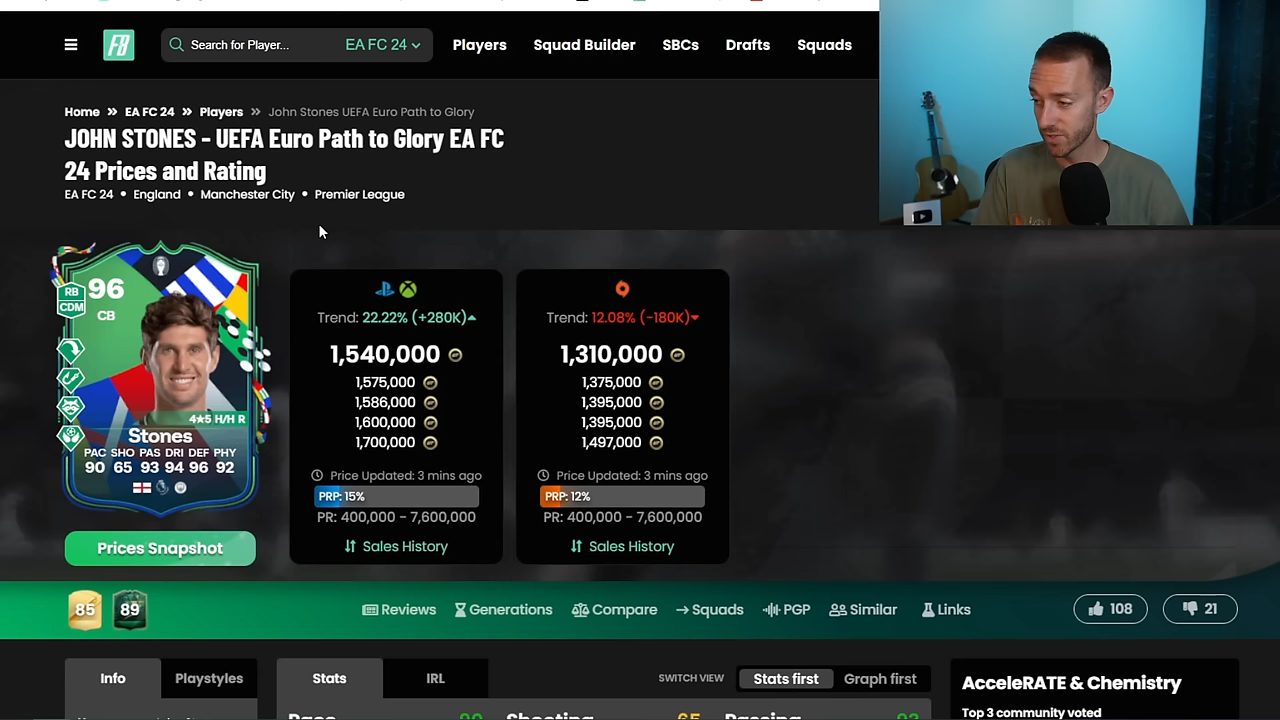 FB Search for Player... EA FC 24 Players Squad Builder SBCs Drafts Squads
Home » EA FC 24 » Players » John Stones UEFA Euro Path to Glory
JOHN STONES - UEFA Euro Path to Glory EA FC
24 Prices and Rating
EA FC 24 • England • Manchester City • Premier League
RB
CDM
96
CB
4★5 H/H R
Stones
PAC SHO PAS DRI DEF PHY
90 65 93 94 96 92
Prices Snapshot
Trend: 22.22% (+280K)
1,540,000
1,575,000
1,586,000
1,600,000
1,700,000
Price Updated: 3 mins ago
PRP: 15%
PR: 400,000 - 7,600,000
Sales History
Trend: 12.08% (-180K)
1,310,000
1,375,000
1,395,000
1,395,000
1,497,000
Price Updated: 3 mins ago
PRP: 12%
PR: 400,000 - 7,600,000
Sales History
85 89 Reviews Generations Compare Squads PGP Similar Links 108 21
Info Playstyles
Stats IRL SWITCH VIEW Stats first Graph first
AcceleRATE & Chemistry
Top 3 community voted